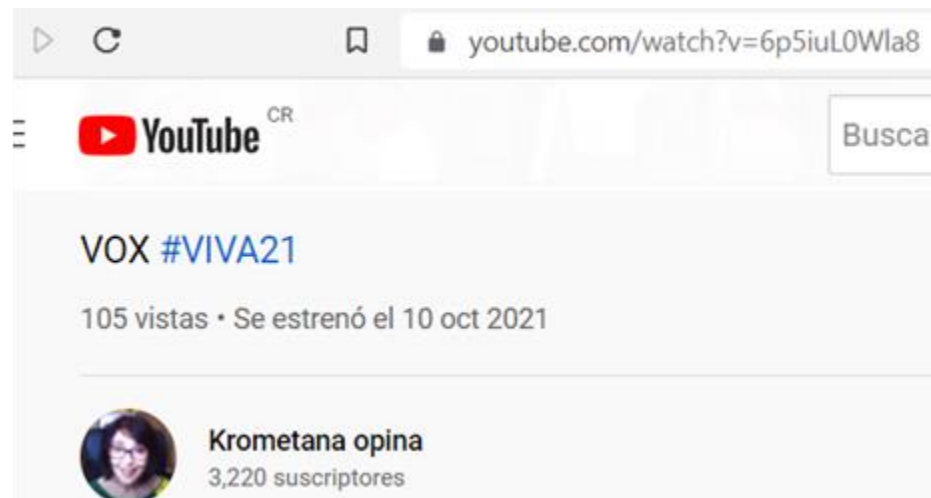 youtube.com/watch?v=6p5iuL0Wla8
YouTube CR
Busca
VOX #VIVA21
105 vistas • Se estrenó el 10 oct 2021
Krometana opina
3,220 suscriptores